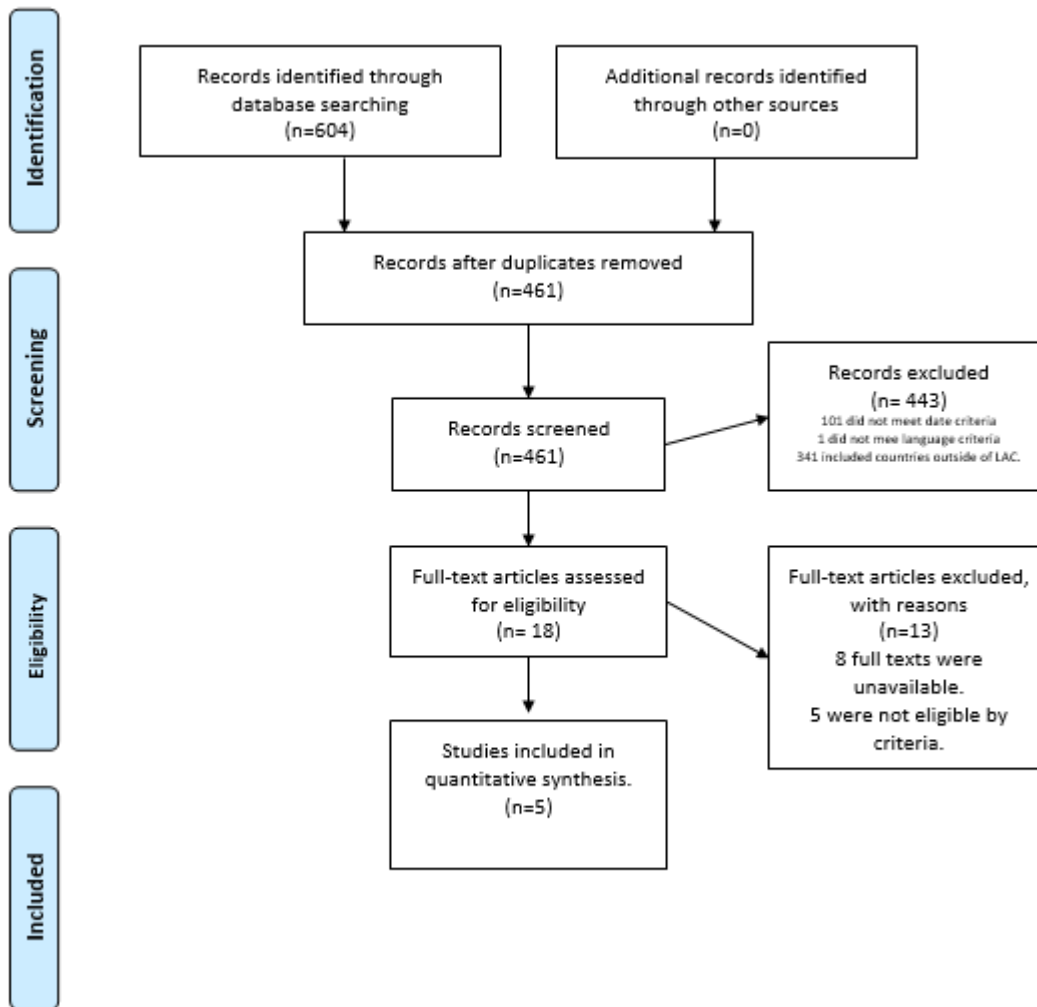 Identification
Records identified through
database searching
(n=604)
Additional records identified
through other sources
(n=0)
Records after duplicates removed
(n=461)
Screening
Records screened
(n=461)
Records excluded
(n= 443)
101 did not meet date criteria
1 did not mee language criteria
341 included countries outside of LAC.
Eligibility
Full-text articles assessed
for eligibility
(n= 18)
Full-text articles excluded,
with reasons
(n=13)
8 full texts were
unavailable.
5 were not eligible by
criteria.
Included
Studies included in
quantitative synthesis.
(n=5)